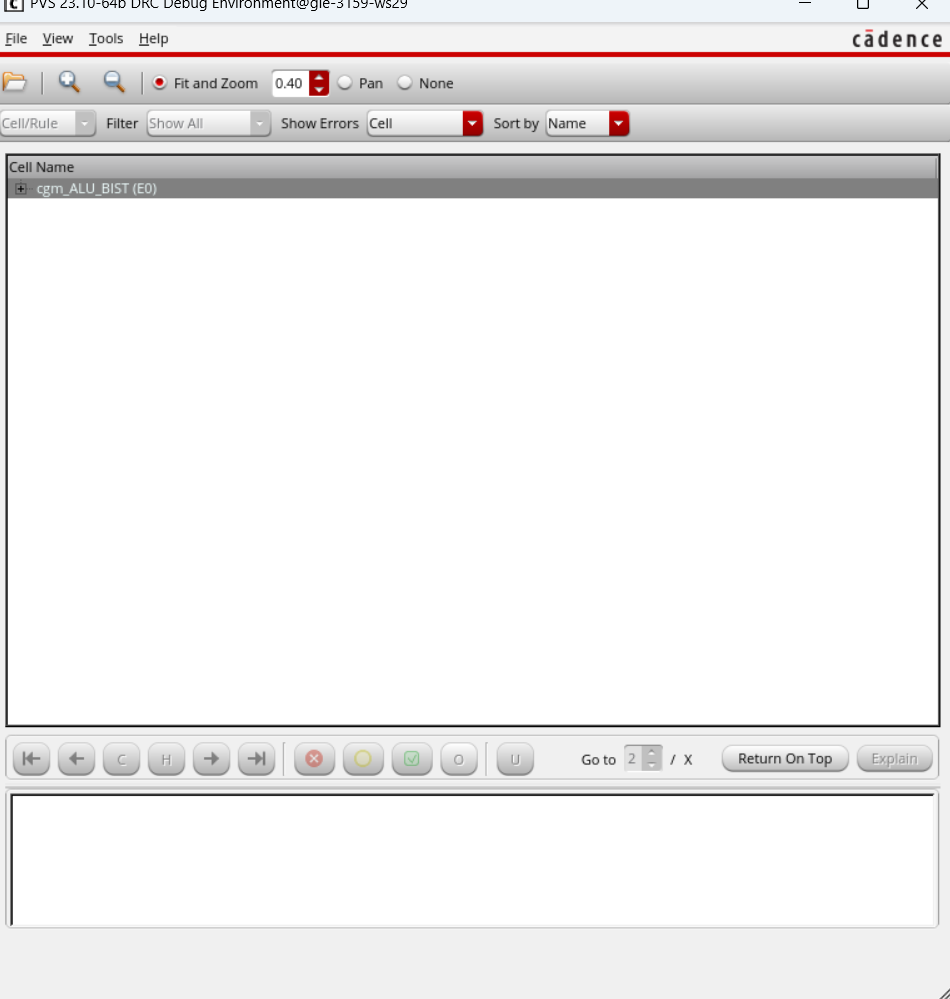 PVS 23.10-64b DRC Debug Environment@gle-3159-ws29
File View Tools Help cādence
Fit and Zoom 0.40 Pan None
Cell/Rule Filter Show All Show Errors Cell Sort by Name
Cell Name
cgm_ALU_BIST (E0)
C H O U Go to 2 / X Return On Top Explain